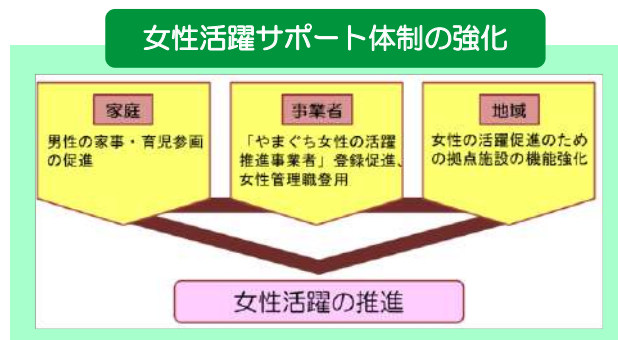 女性活躍サポート体制の強化
家庭
男性の家事・育児参画
の促進
事業者
「やまぐち女性の活躍
推進事業者」登録促進、
女性管理職登用
地域
女性の活躍促進のため
の拠点施設の機能強化
女性活躍の推進